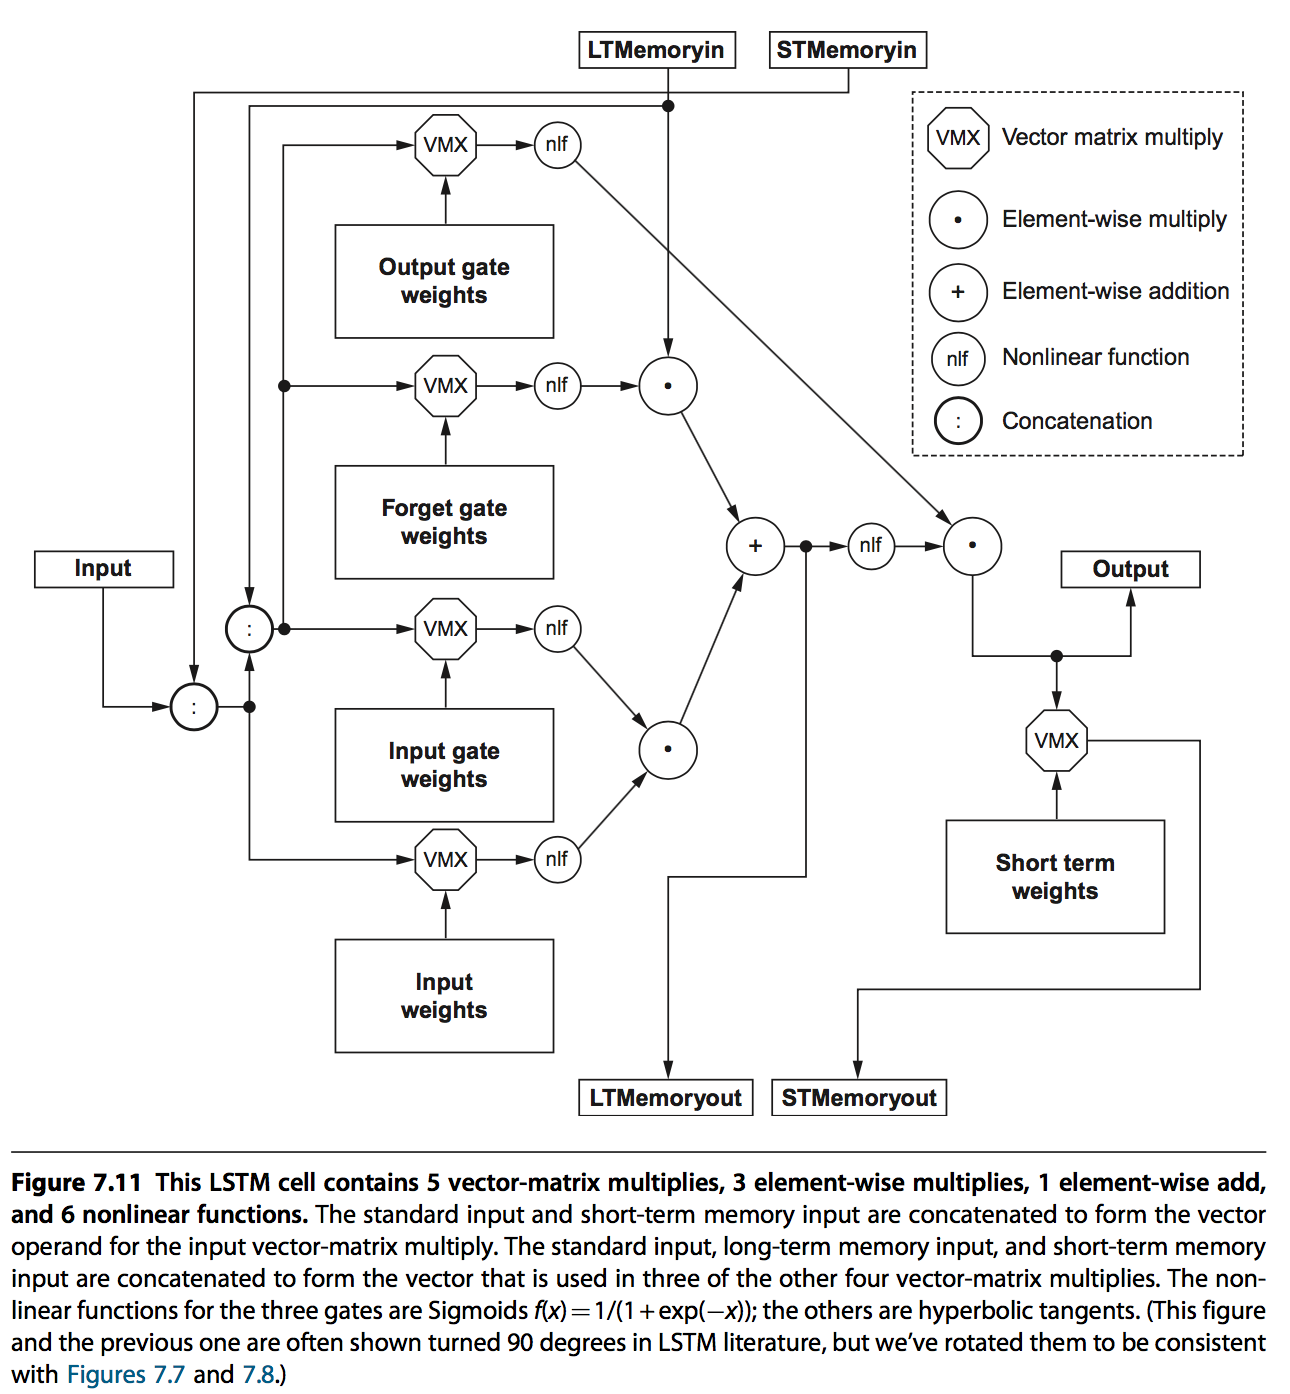 LTMemoryin
STMemoryin
VMX
nlf
Output gate
weights
VMX
nlf
•
Forget gate
weights
Input
:
:
VMX
nlf
Input gate
weights
•
VMX
nlf
Input
weights
+
nlf
•
Output
VMX
Short term
weights
LTMemoryout
STMemoryout
VMX Vector matrix multiply
• Element-wise multiply
+ Element-wise addition
nlf Nonlinear function
: Concatenation
Figure 7.11 This LSTM cell contains 5 vector-matrix multiplies, 3 element-wise multiplies, 1 element-wise add,
and 6 nonlinear functions. The standard input and short-term memory input are concatenated to form the vector
operand for the input vector-matrix multiply. The standard input, long-term memory input, and short-term memory
input are concatenated to form the vector that is used in three of the other four vector-matrix multiplies. The non-
linear functions for the three gates are Sigmoids f(x)=1/(1+exp(−x)); the others are hyperbolic tangents. (This figure
and the previous one are often shown turned 90 degrees in LSTM literature, but we’ve rotated them to be consistent
with Figures 7.7 and 7.8.)